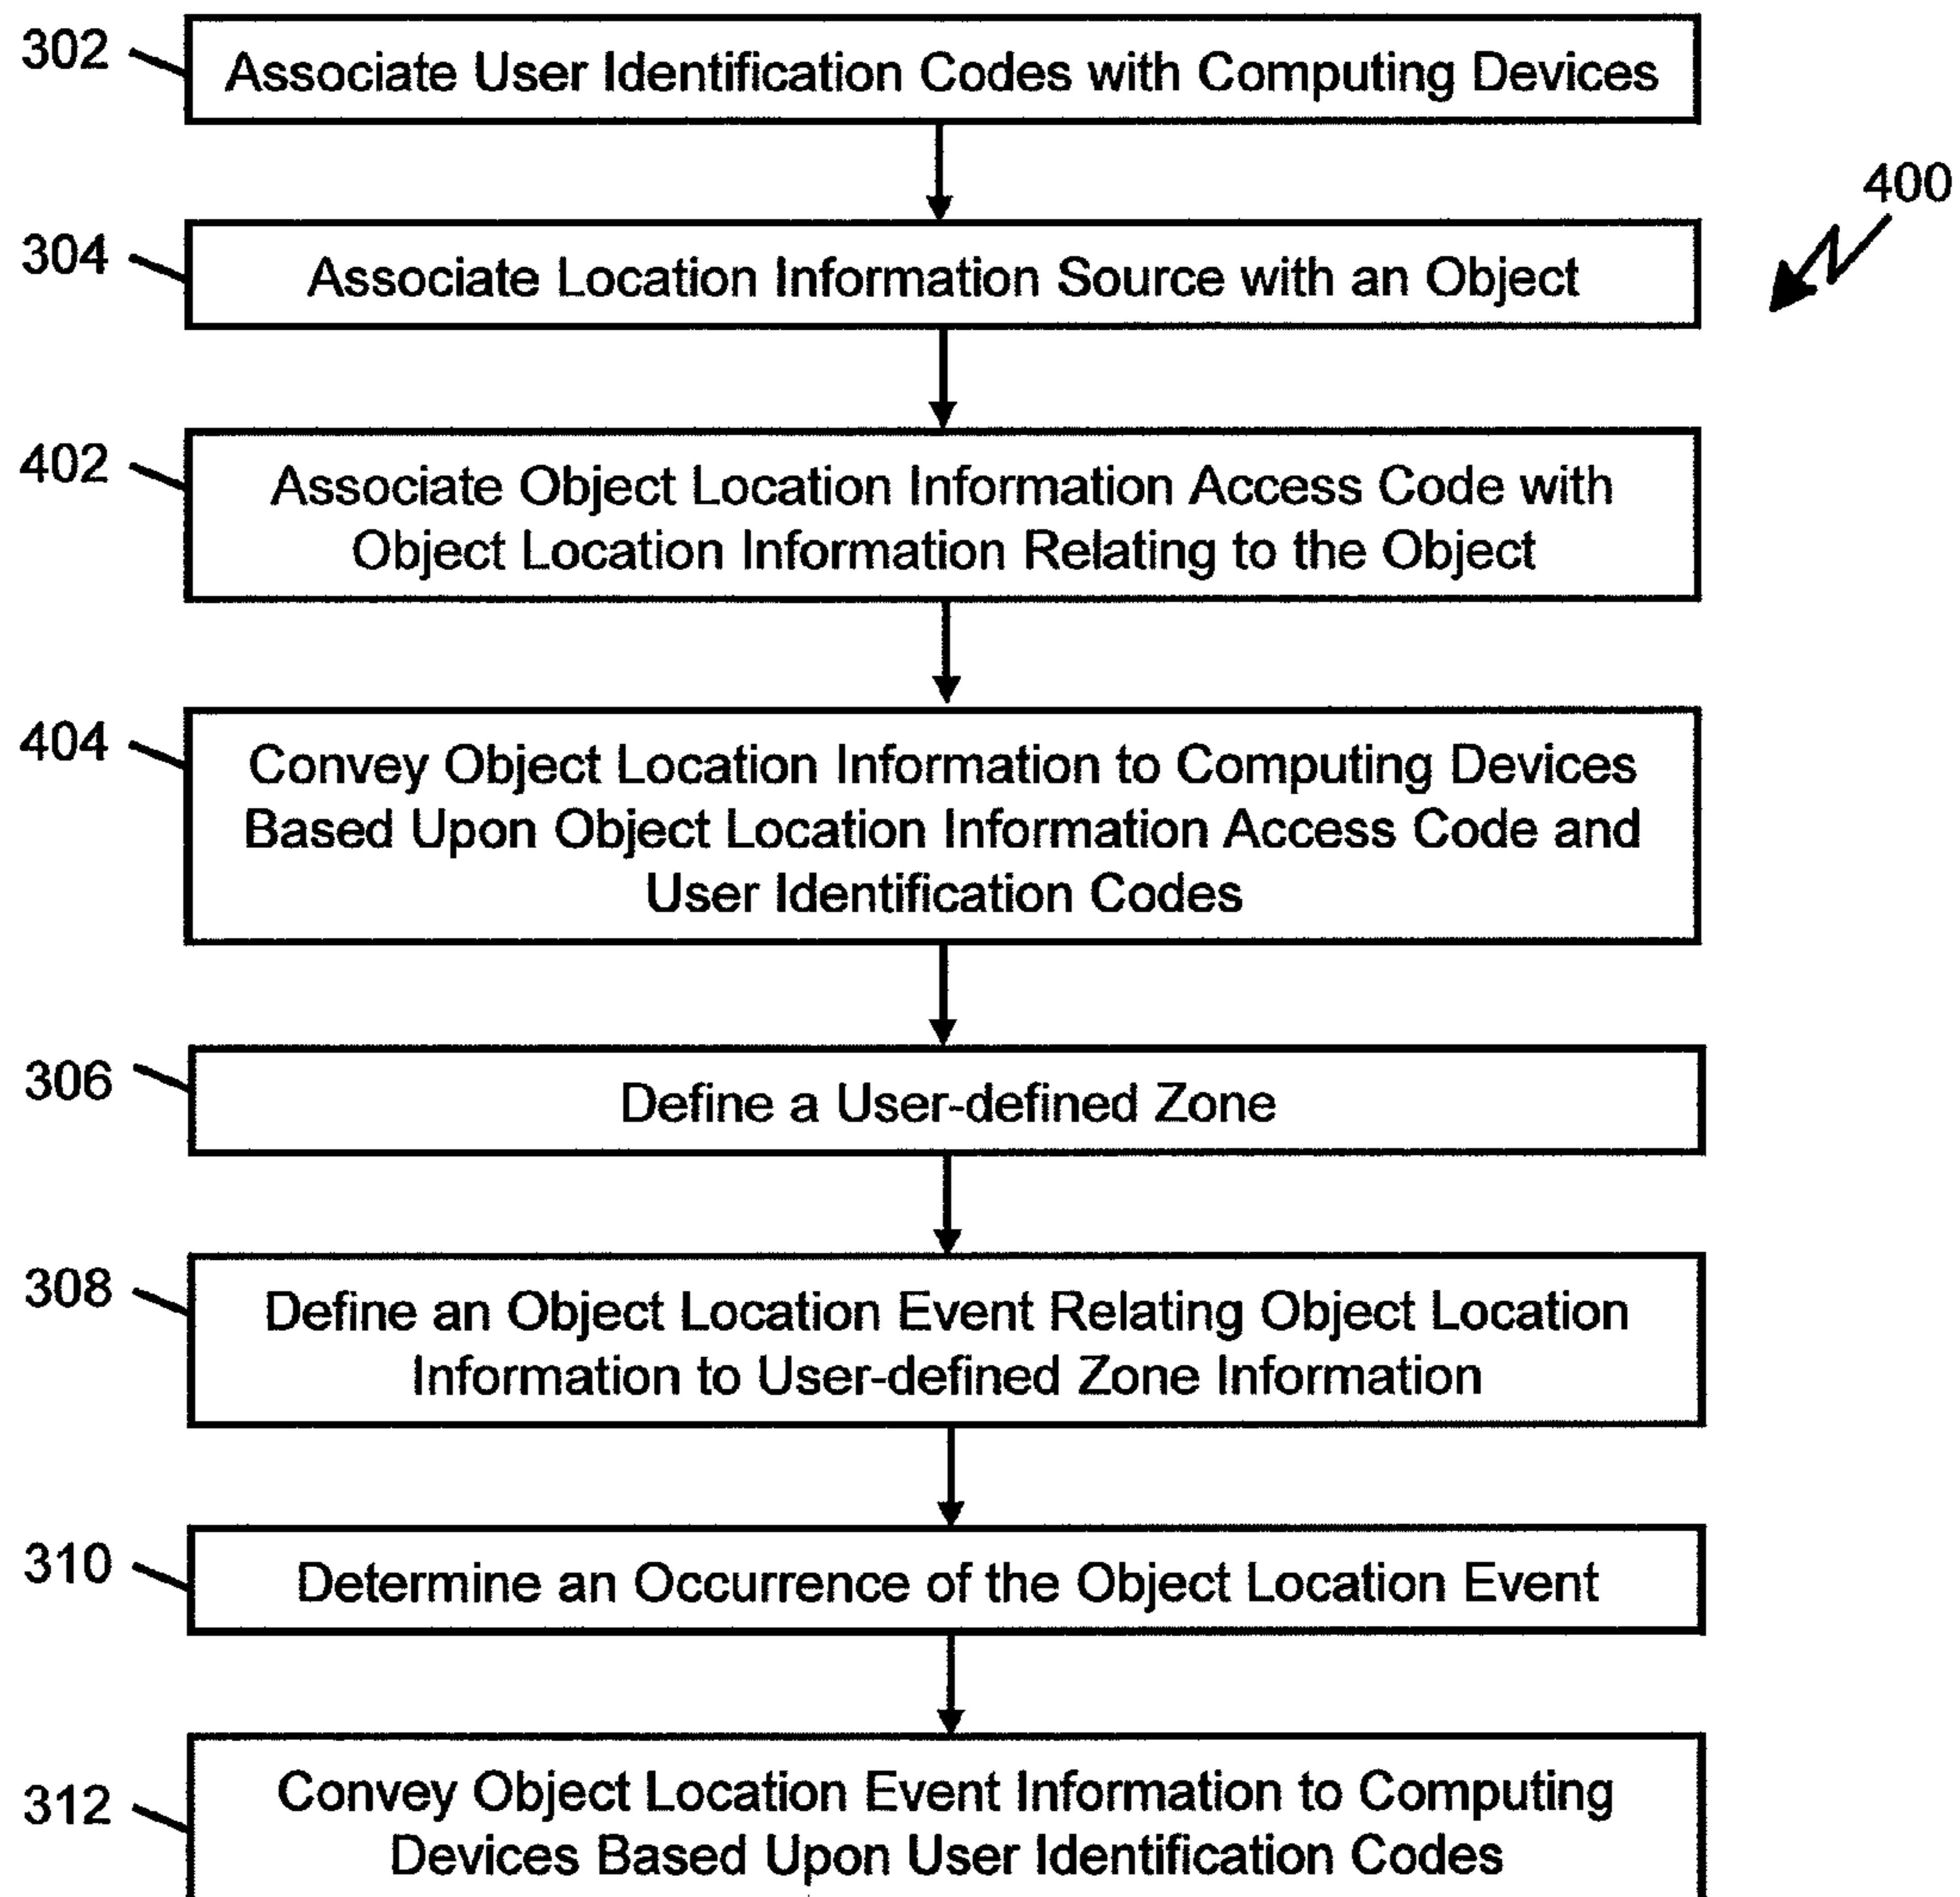 302
Associate User Identification Codes with Computing Devices
400
304
Associate Location Information Source with an Object
402
Associate Object Location Information Access Code with
Object Location Information Relating to the Object
404
Convey Object Location Information to Computing Devices
Based Upon Object Location Information Access Code and
User Identification Codes
306
Define a User-defined Zone
308
Define an Object Location Event Relating Object Location
Information to User-defined Zone Information
310
Determine an Occurrence of the Object Location Event
312
Convey Object Location Event Information to Computing
Devices Based Upon User Identification Codes